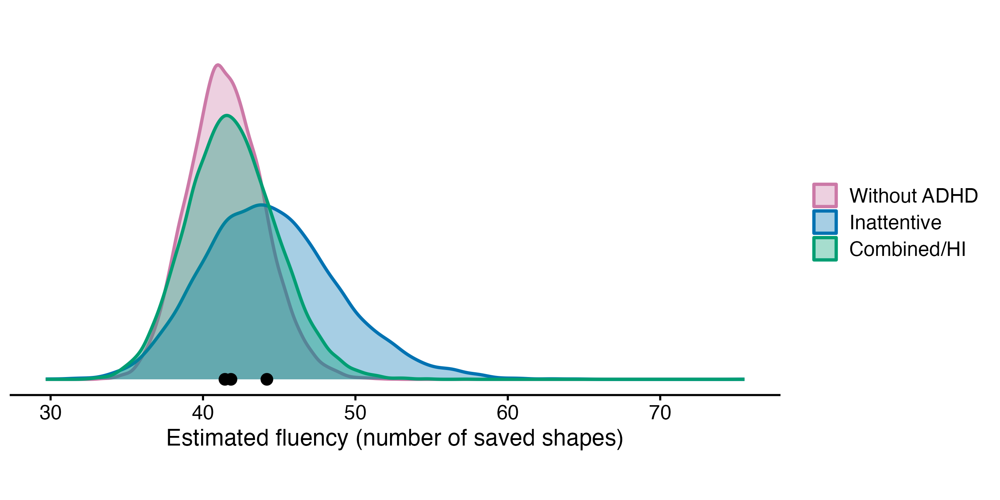 Without ADHD
Inattentive
Combined/HI
30 40 50 60 70
Estimated fluency (number of saved shapes)